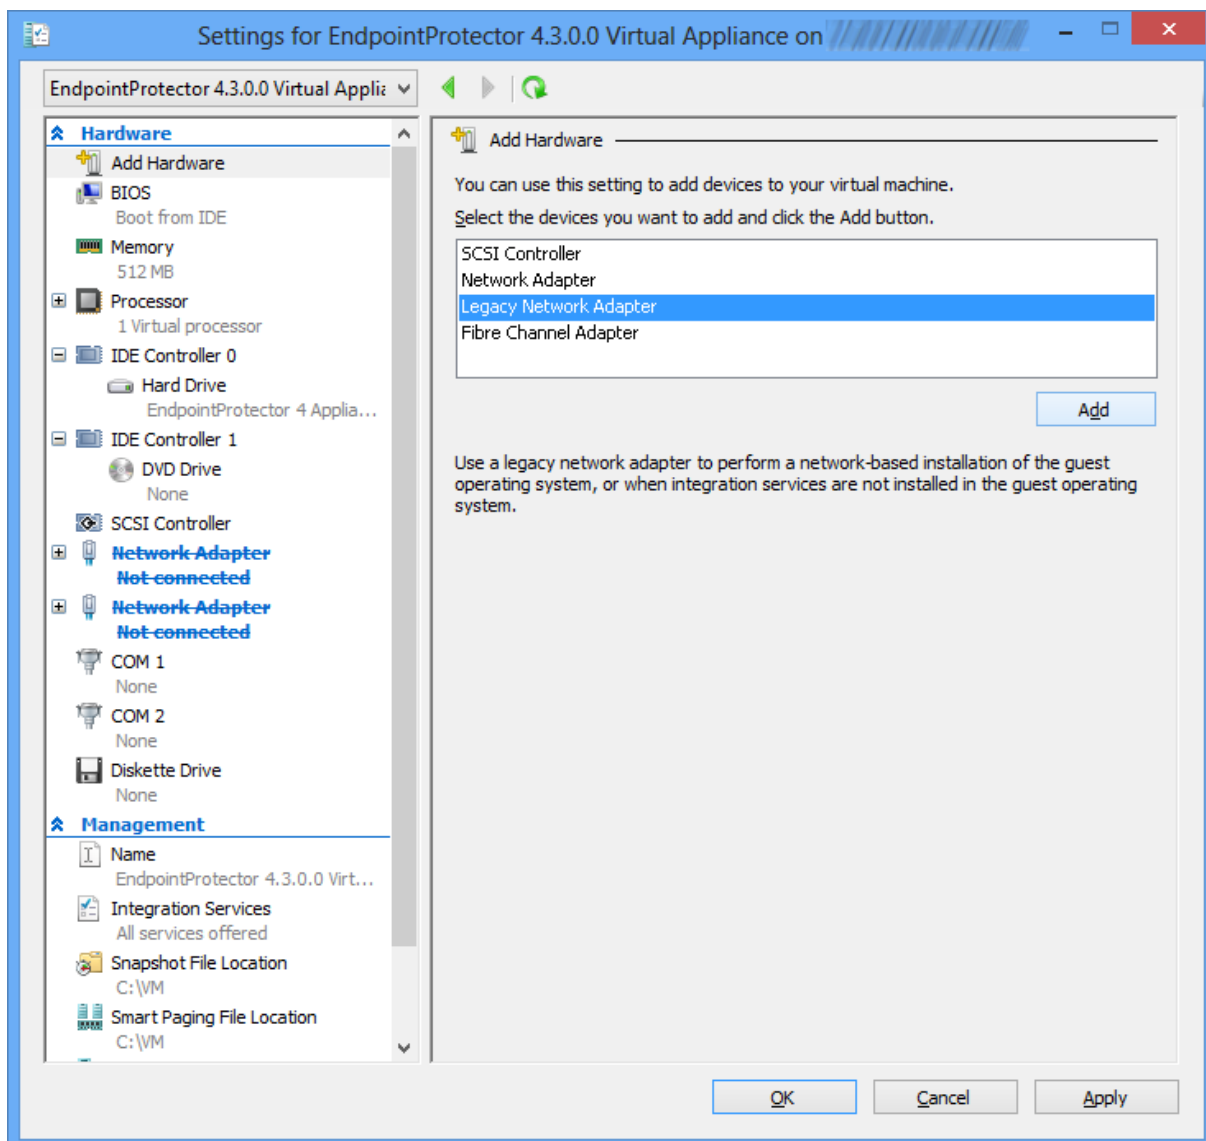 Settings for EndpointProtector 4.3.0.0 Virtual Appliance on
EndpointProtector 4.3.0.0 Virtual Applia
Hardware
Add Hardware
BIOS
Boot from IDE
Memory
512 MB
Processor
1 Virtual processor
IDE Controller 0
Hard Drive
EndpointProtector 4 Applia...
IDE Controller 1
DVD Drive
None
SCSI Controller
Network Adapter
Not connected
Network Adapter
Not connected
COM 1
None
COM 2
None
Diskette Drive
None
Management
Name
EndpointProtector 4.3.0.0 Virt...
Integration Services
All services offered
Snapshot File Location
C:\VM
Smart Paging File Location
C:\VM
Add Hardware
You can use this setting to add devices to your virtual machine.
Select the devices you want to add and click the Add button.
SCSI Controller
Network Adapter
Legacy Network Adapter
Fibre Channel Adapter
Add
Use a legacy network adapter to perform a network-based installation of the guest
operating system, or when integration services are not installed in the guest operating
system.
OK
Cancel
Apply